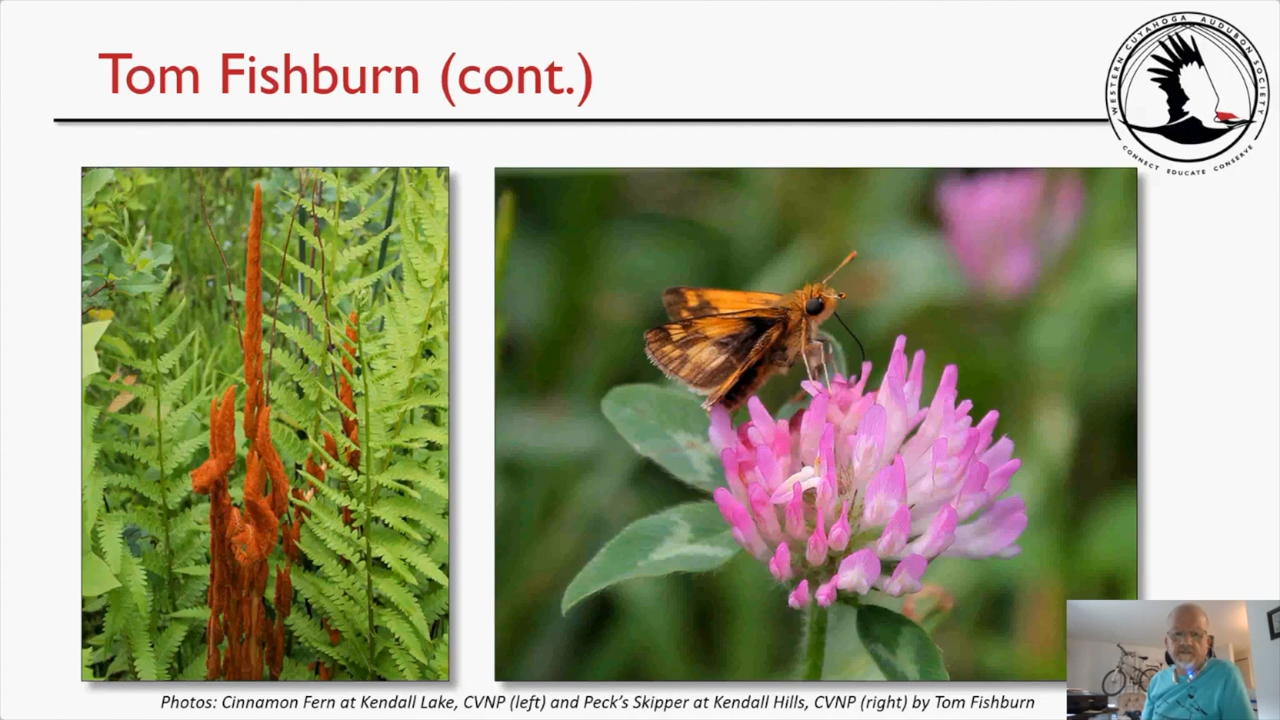 Tom Fishburn (cont.)
WESTERN CUYAHOGA AUDUBON SOCIETY
CONNECT EDUCATE CONSERVE
Photos: Cinnamon Fern at Kendall Lake, CVNP (left) and Peck's Skipper at Kendall Hills, CVNP (right) by Tom Fishburn